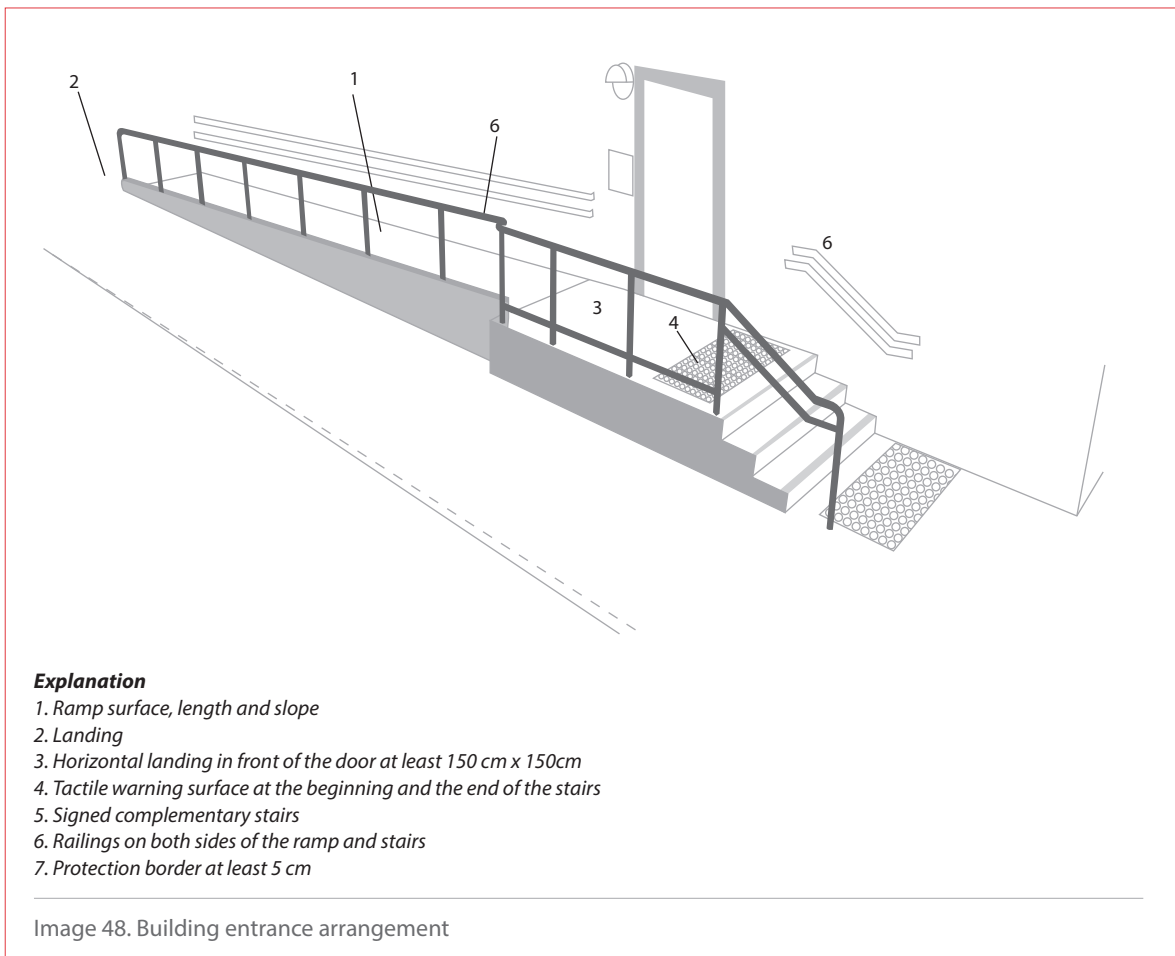 2
1
6
6
3
4
Explanation
1. Ramp surface, length and slope
2. Landing
3. Horizontal landing in front of the door at least 150 cm x 150cm
4. Tactile warning surface at the beginning and the end of the stairs
5. Signed complementary stairs
6. Railings on both sides of the ramp and stairs
7. Protection border at least 5 cm
Image 48. Building entrance arrangement